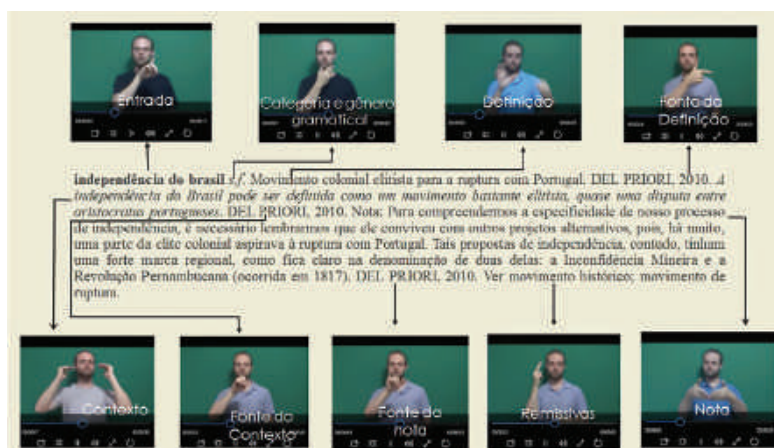 Entrada
Categoria e gênero
gramatical
Definição
Fonte da
Definição
independência do brasil s.f. Movimento colonial elitista para a ruptura com Portugal. DEL PRIORI, 2010. A
independência do Brasil pode ser definida como um movimento bastante elitista, quase uma disputa entre
aristocratas portugueses. DEL PRIORI, 2010. Nota: Para compreendermos a especificidade de nosso processo
de independência, é necessário lembrarmos que ele conviveu com outros projetos alternativos, pois, há muito,
uma parte da elite colonial aspirava à ruptura com Portugal. Tais propostas de independência, contudo, tinham
uma forte marca regional, como fica claro na denominação de duas delas: a Inconfidência Mineira e a
Revolução Pernambucana (ocorrida em 1817). DEL PRIORI, 2010. Ver movimento histórico; movimento de
ruptura.
Contexto
Fonte da
Contexto
Fonte da
nota
Remissivas
Nota